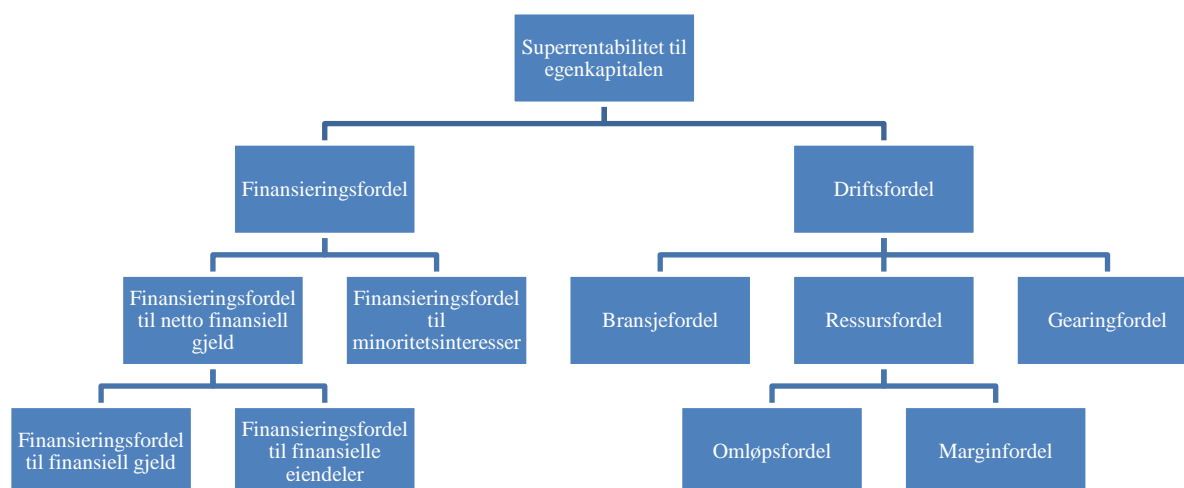 Superrentabilitet til
egenkapitalen
Finansieringsfordel
Driftsfordel
Finansieringsfordel
til netto finansiell
gjeld
Finansieringsfordel
til
minoritetsinteresser
Bransjefordel
Ressursfordel
Gearingfordel
Finansieringsfordel
til finansiell gjeld
Finansieringsfordel
til finansielle
eiendeler
Omløpsfordel
Marginfordel